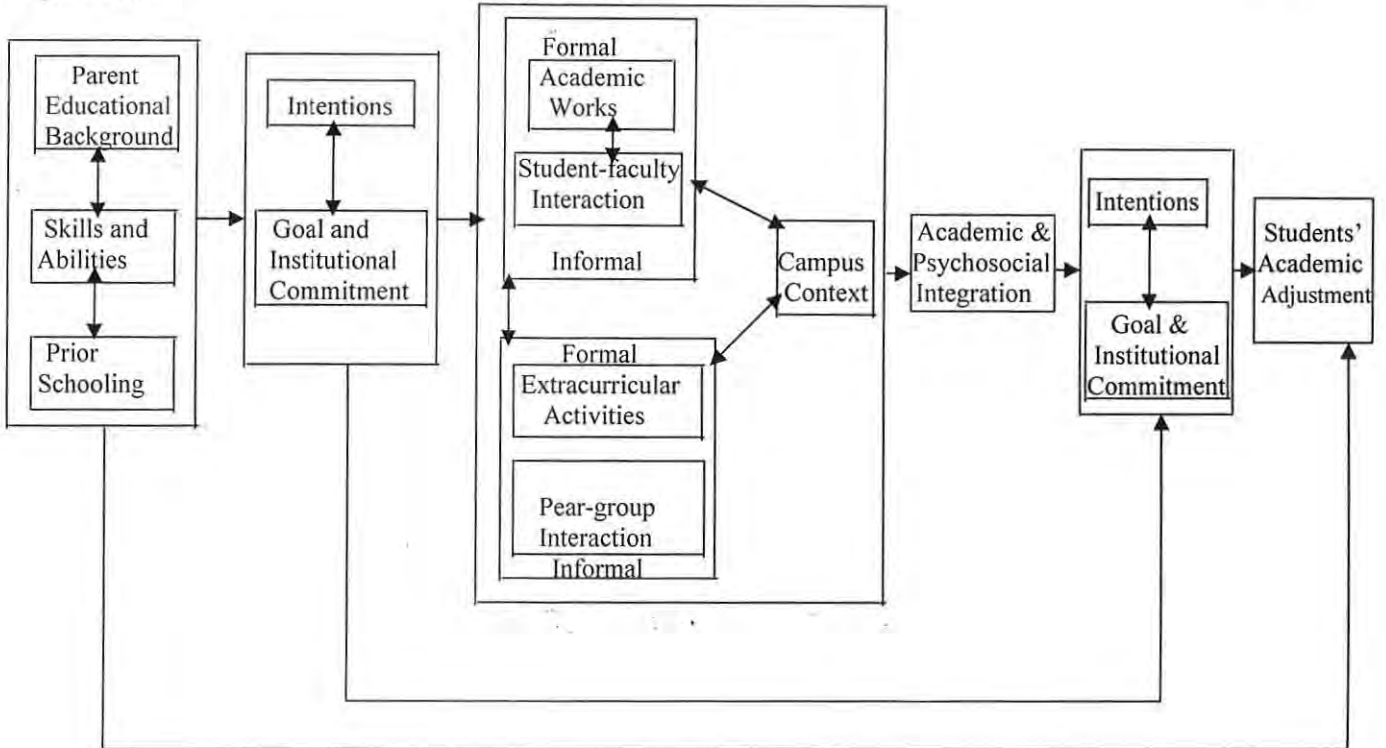 Parent
Educational
Background
Skills and
Abilities
Prior
Schooling
Intentions
Goal and
Institutional
Commitment
Formal
Academic
Works
Student-faculty
Interaction
Informal
Formal
Extracurricular
Activities
Pear-group
Interaction
Informal
Campus
Context
Academic &
Psychosocial
Integration
Intentions
Goal &
Institutional
Commitment
Students’
Academic
Adjustment